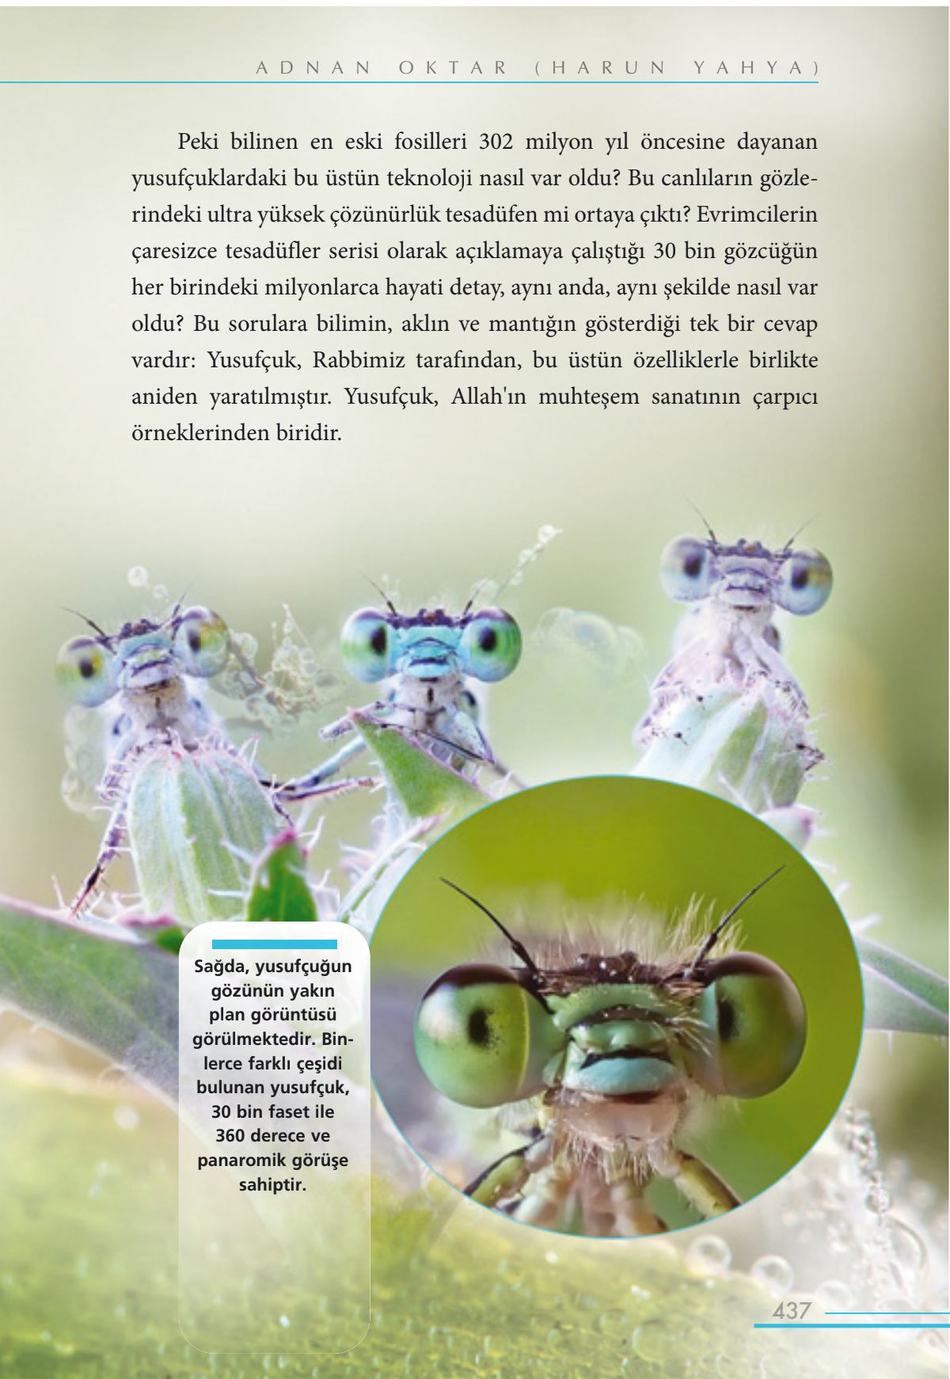 ADNAN OKTAR (HARUN YAHYA)
Peki bilinen en eski fosilleri 302 milyon yıl öncesine dayanan
yusufçuklardaki bu üstün teknoloji nasıl var oldu? Bu canlıların gözle-
rindeki ultra yüksek çözünürlük tesadüfen mi ortaya çıktı? Evrimcilerin
çaresizce tesadüfler serisi olarak açıklamaya çalıştığı 30 bin gözcüğün
her birindeki milyonlarca hayati detay, aynı anda, aynı şekilde nasıl var
oldu? Bu sorulara bilimin, aklın ve mantığın gösterdiği tek bir cevap
vardır: Yusufçuk, Rabbimiz tarafından, bu üstün özelliklerle birlikte
aniden yaratılmıştır. Yusufçuk, Allah'ın muhteşem sanatının çarpıcı
örneklerinden biridir.
Sağda, yusufçuğun
gözünün yakın
plan görüntüsü
görülmektedir. Bin-
lerce farklı çeşidi
bulunan yusufçuk,
30 bin faset ile
360 derece ve
panaromik görüşe
sahiptir.
437